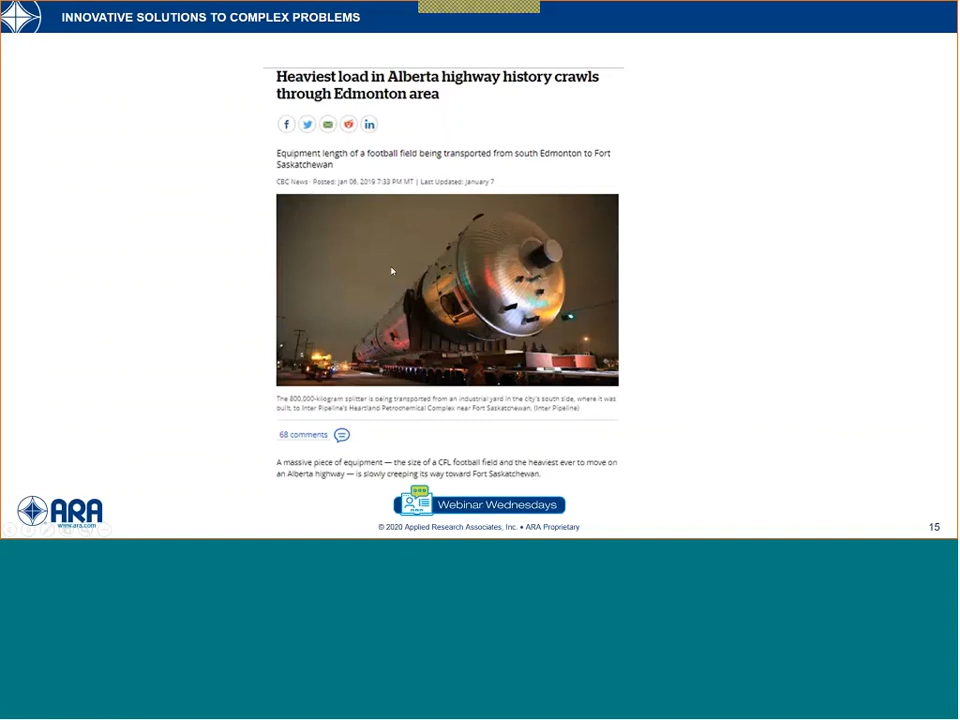 INNOVATIVE SOLUTIONS TO COMPLEX PROBLEMS
Heaviest load in Alberta highway history crawls
through Edmonton area
Equipment length of a football field being transported from south Edmonton to Fort
Saskatchewan
CBC News · Posted: Jan 06, 2019 7:33 PM MT | Last Updated: January 7
The 800,000-kilogram splitter is being transported from an industrial yard in the city's south side, where it was
built, to Inter Pipeline's Heartland Petrochemical Complex near Fort Saskatchewan. (Inter Pipeline)
68 comments
A massive piece of equipment — the size of a CFL football field and the heaviest ever to move on
an Alberta highway — is slowly creeping its way toward Fort Saskatchewan.
ARA
www.ara.com
Webinar Wednesdays
© 2020 Applied Research Associates, Inc. • ARA Proprietary
15